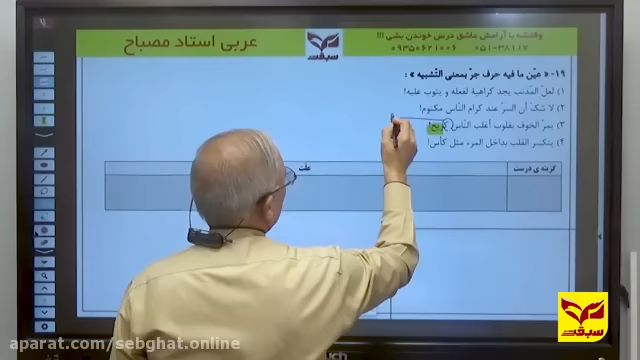 وقتشه با آرامش عاشق درس خوندن بشی !!!
۰۵۱-۳۸۱۱۷ ۰۹۳۵۰۶۲۱۰۰۶
سبقت
عربی استاد مصباح
۱۹- « عیّن ما فیه حرف جرّ بمعنی التّشبیه » :
۱) لعلّ المذنب یجد کراهیة لفعله و یتوب علیه!
۲) لا شکّ أن السرّ عند کرام النّاس مکتوم!
۳) یمرّ الخوف بقلوب أغلب النّاس کریح!
۴) ینکسر القلب بداخل المرء مثل کأس!
گزینه ی درست
علت
سبقت
aparat.com/sebghat.online